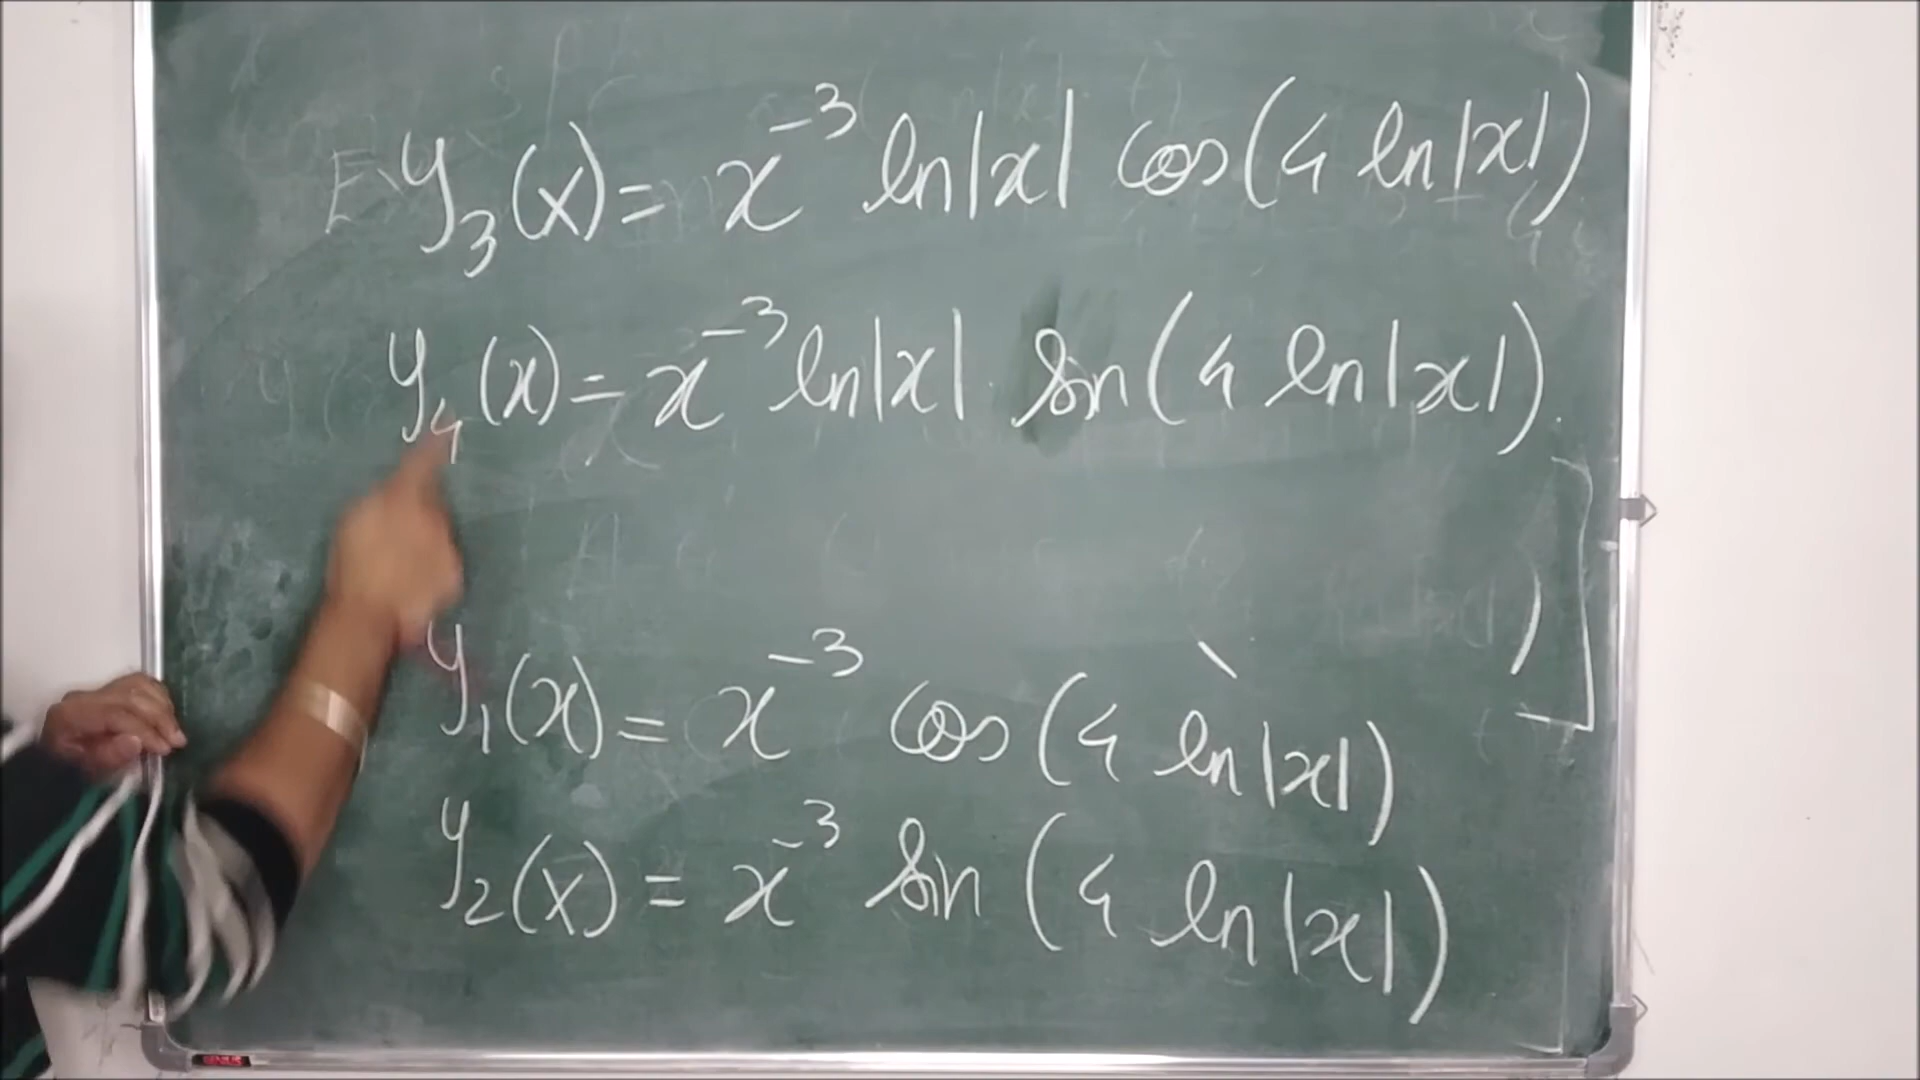 y₃(x) = x⁻³ ln|x| cos(4 ln|x|)
y₄(x) = x⁻³ ln|x| sin(4 ln|x|).
y₁(x) = x⁻³ cos(4 ln|x|)
y₂(x) = x⁻³ sin(4 ln|x|)
GENIUS